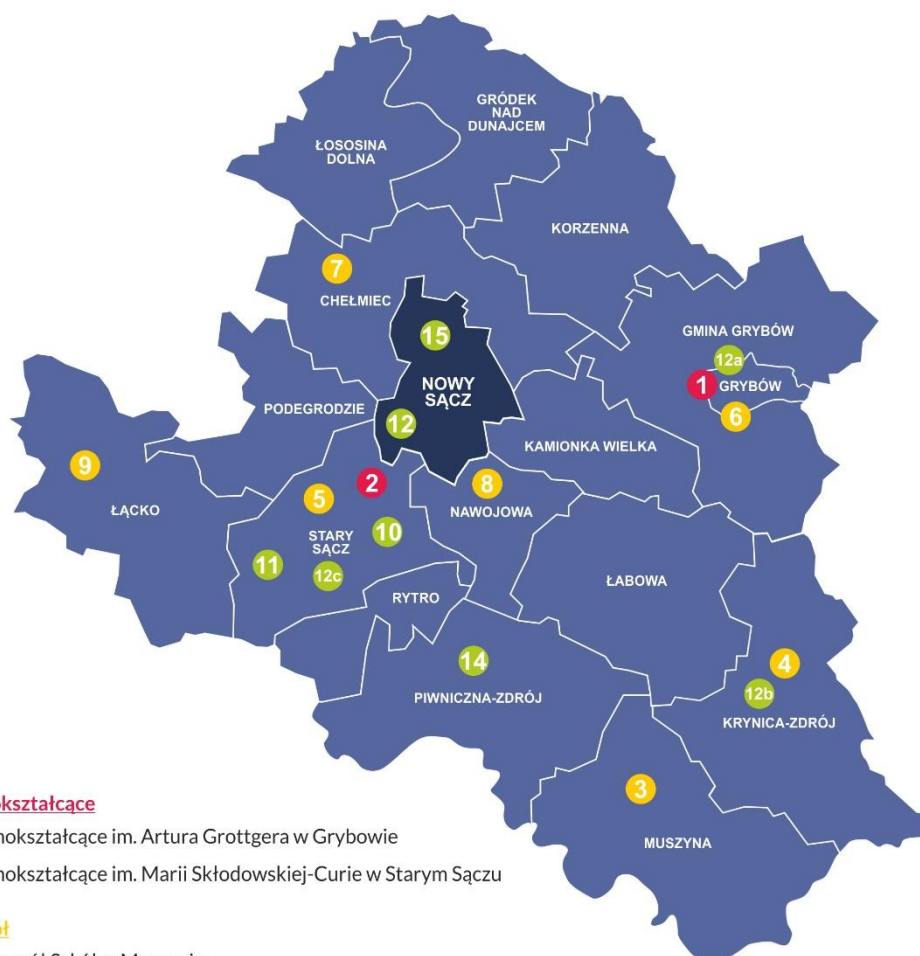 GRÓDEK
NAD
DUNAJCEM
ŁOSOSINA
DOLNA
KORZENNA
7
CHEŁMIEC
15
GMINA GRYBÓW
12a
1 GRYBÓW
NOWY
SĄCZ
PODEGRODZIE
6
12
KAMIONKA WIELKA
9
2
8
5
NAWOJOWA
ŁĄCKO
10
STARY
SĄCZ
11
12c
ŁABOWA
RYTRO
14
4
12b
PIWNICZNA-ZDRÓJ
KRYNICA-ZDRÓJ
3
MUSZYNA
okształcące
nokształcące im. Artura Grottgera w Grybowie
nokształcące im. Marii Skłodowskiej-Curie w Starym Sączu
ół